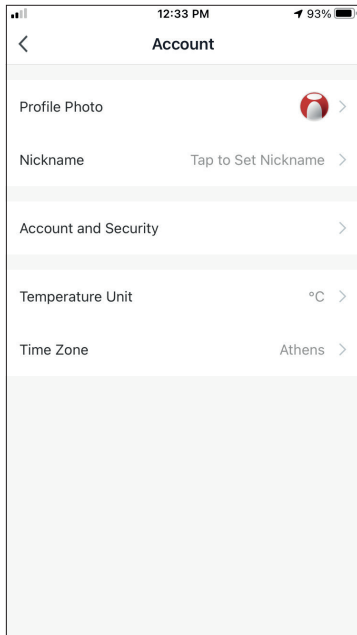 12:33 PM 93%
Account
Profile Photo
Nickname Tap to Set Nickname
Account and Security
Temperature Unit °C
Time Zone Athens